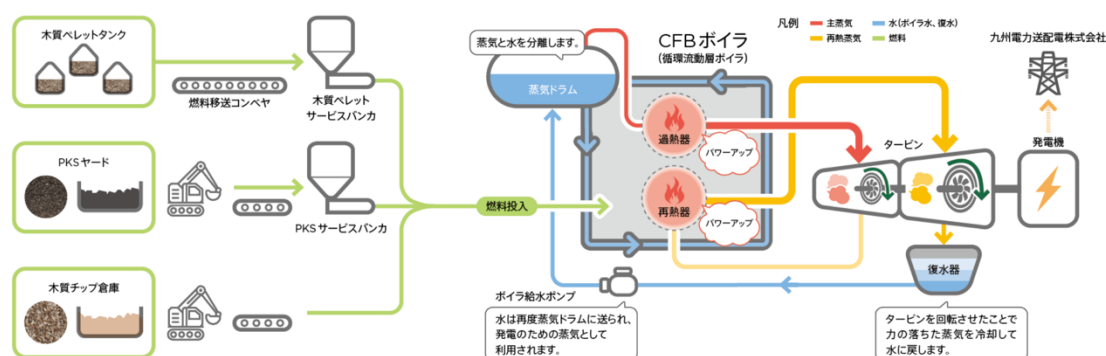 木質ペレットタンク
燃料移送コンベヤ
木質ペレット
サービスバンカ
PKSヤード
PKSサービスバンカ
木質チップ倉庫
燃料投入
蒸気と水を分離します。
蒸気ドラム
CFBボイラ
(循環流動層ボイラ)
過熱器
パワーアップ
再熱器
パワーアップ
凡例
主蒸気
水(ボイラ水、復水)
再熱蒸気
燃料
九州電力送配電株式会社
発電機
タービン
復水器
タービンを回転させたことで
力の落ちた蒸気を冷却して
水に戻します。
ボイラ給水ポンプ
水は再度蒸気ドラムに送られ、
発電のための蒸気として
利用されます。